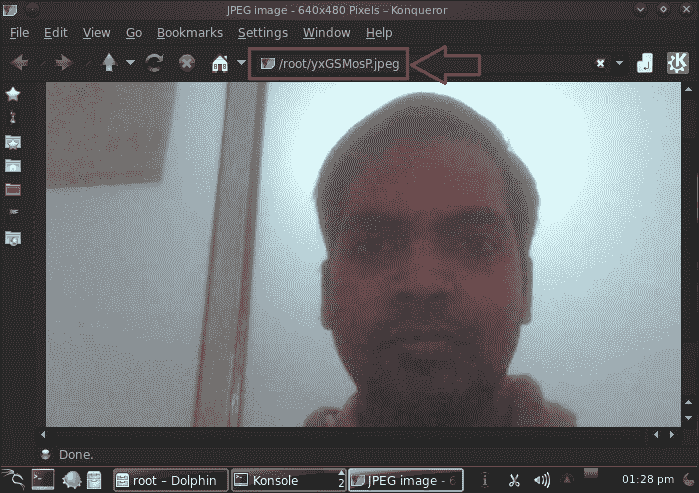 JPEG image - 640x480 Pixels – Konqueror
File Edit View Go Bookmarks Settings Window Help
/root/yxGSMosP.jpeg
Done.
root – Dolphin Konsole 2 JPEG image - 6 01:28 pm